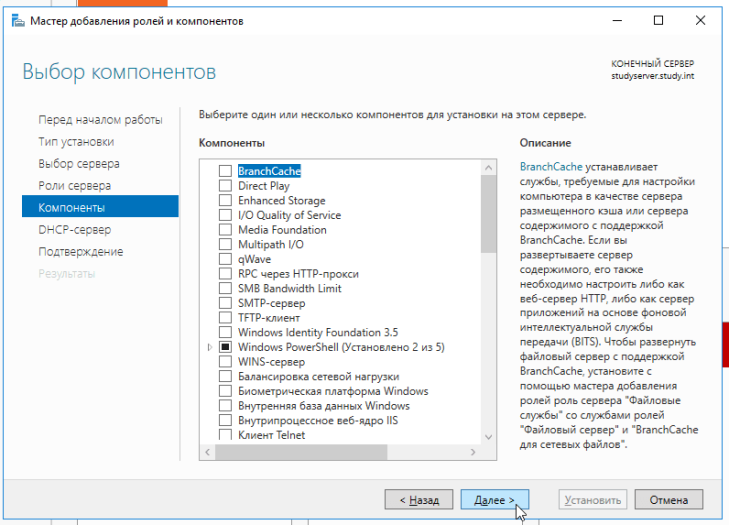 Мастер добавления ролей и компонентов
Выбор компонентов
КОНЕЧНЫЙ СЕРВЕР
studyserver.study.int
Перед началом работы
Тип установки
Выбор сервера
Роли сервера
Компоненты
DHCP-сервер
Подтверждение
Результаты
Выберите один или несколько компонентов для установки на этом сервере.
Компоненты
BranchCache
Direct Play
Enhanced Storage
I/O Quality of Service
Media Foundation
Multipath I/O
qWave
RPC через HTTP-прокси
SMB Bandwidth Limit
SMTP-сервер
TFTP-клиент
Windows Identity Foundation 3.5
Windows PowerShell (Установлено 2 из 5)
WINS-сервер
Балансировка сетевой нагрузки
Биометрическая платформа Windows
Внутренняя база данных Windows
Внутрипроцессное веб-ядро IIS
Клиент Telnet
Описание
BranchCache устанавливает
службы, требуемые для настройки
компьютера в качестве сервера
размещенного кэша или сервера
содержимого с поддержкой
BranchCache. Если вы
развертываете сервер
содержимого, его также
необходимо настроить либо как
веб-сервер HTTP, либо как сервер
приложений на основе фоновой
интеллектуальной службы
передачи (BITS). Чтобы развернуть
файловый сервер с поддержкой
BranchCache, установите с
помощью мастера добавления
ролей роль сервера "Файловые
службы" со службами ролей
"Файловый сервер" и "BranchCache
для сетевых файлов".
< Назад
Далее >
Установить
Отмена